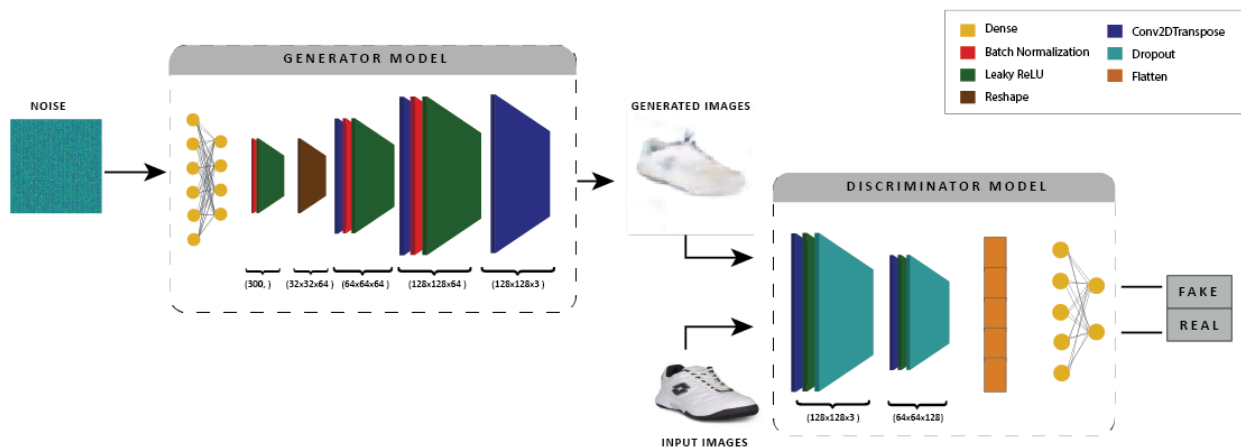 Dense
Batch Normalization
Leaky ReLU
Reshape
Conv2DTranspose
Dropout
Flatten
GENERATOR MODEL
NOISE
(300, )
(32x32x64 )
(64x64x64 )
(128x128x64 )
(128x128x3 )
GENERATED IMAGES
DISCRIMINATOR MODEL
(128x128x3 )
(64x64x128)
FAKE
REAL
INPUT IMAGES